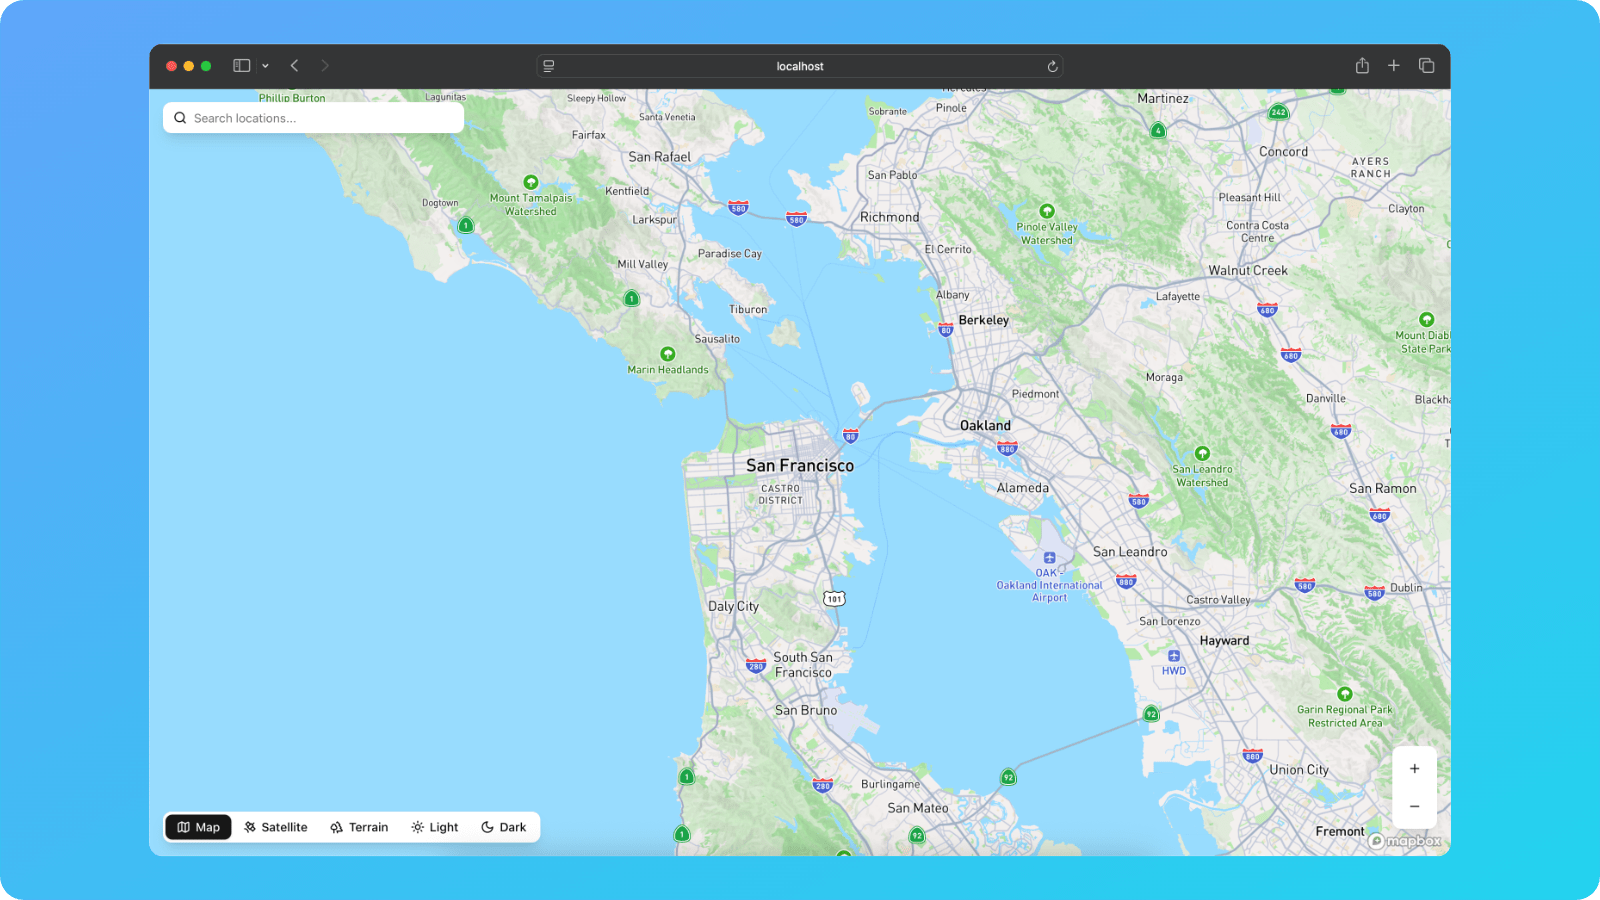 localhost
Search locations...
Phillip Burton
Lagunitas
Sleepy Hollow
Santa Venetia
Fairfax
San Rafael
Mount Tamalpais
Watershed
Kentfield
Dogtown
Larkspur
1
580
580
Paradise Cay
Mill Valley
1
Tiburon
Sausalito
Marin Headlands
Hercules
Sobrante
Pinole
Martinez
242
4
Concord
AYERS
RANCH
San Pablo
Richmond
Pleasant Hill
Clayton
Pinole Valley
Watershed
Contra Costa
Centre
El Cerrito
Walnut Creek
Albany
Lafayette
680
Berkeley
80
Mount Diab
State Park
680
Moraga
Piedmont
Danville
Blackha
Oakland
80
880
680
San Francisco
CASTRO
DISTRICT
San Leandro
Watershed
Alameda
San Ramon
580
680
San Leandro
OAK -
Oakland International
Airport
880
580
580
Dublin
Castro Valley
Daly City
101
San Lorenzo
Hayward
South San
Francisco
280
HWD
Garin Regional Park
Restricted Area
San Bruno
92
880
Union City
1
280
Burlingame
92
San Mateo
1
92
Fremont
+
−
mapbox
Map
Satellite
Terrain
Light
Dark